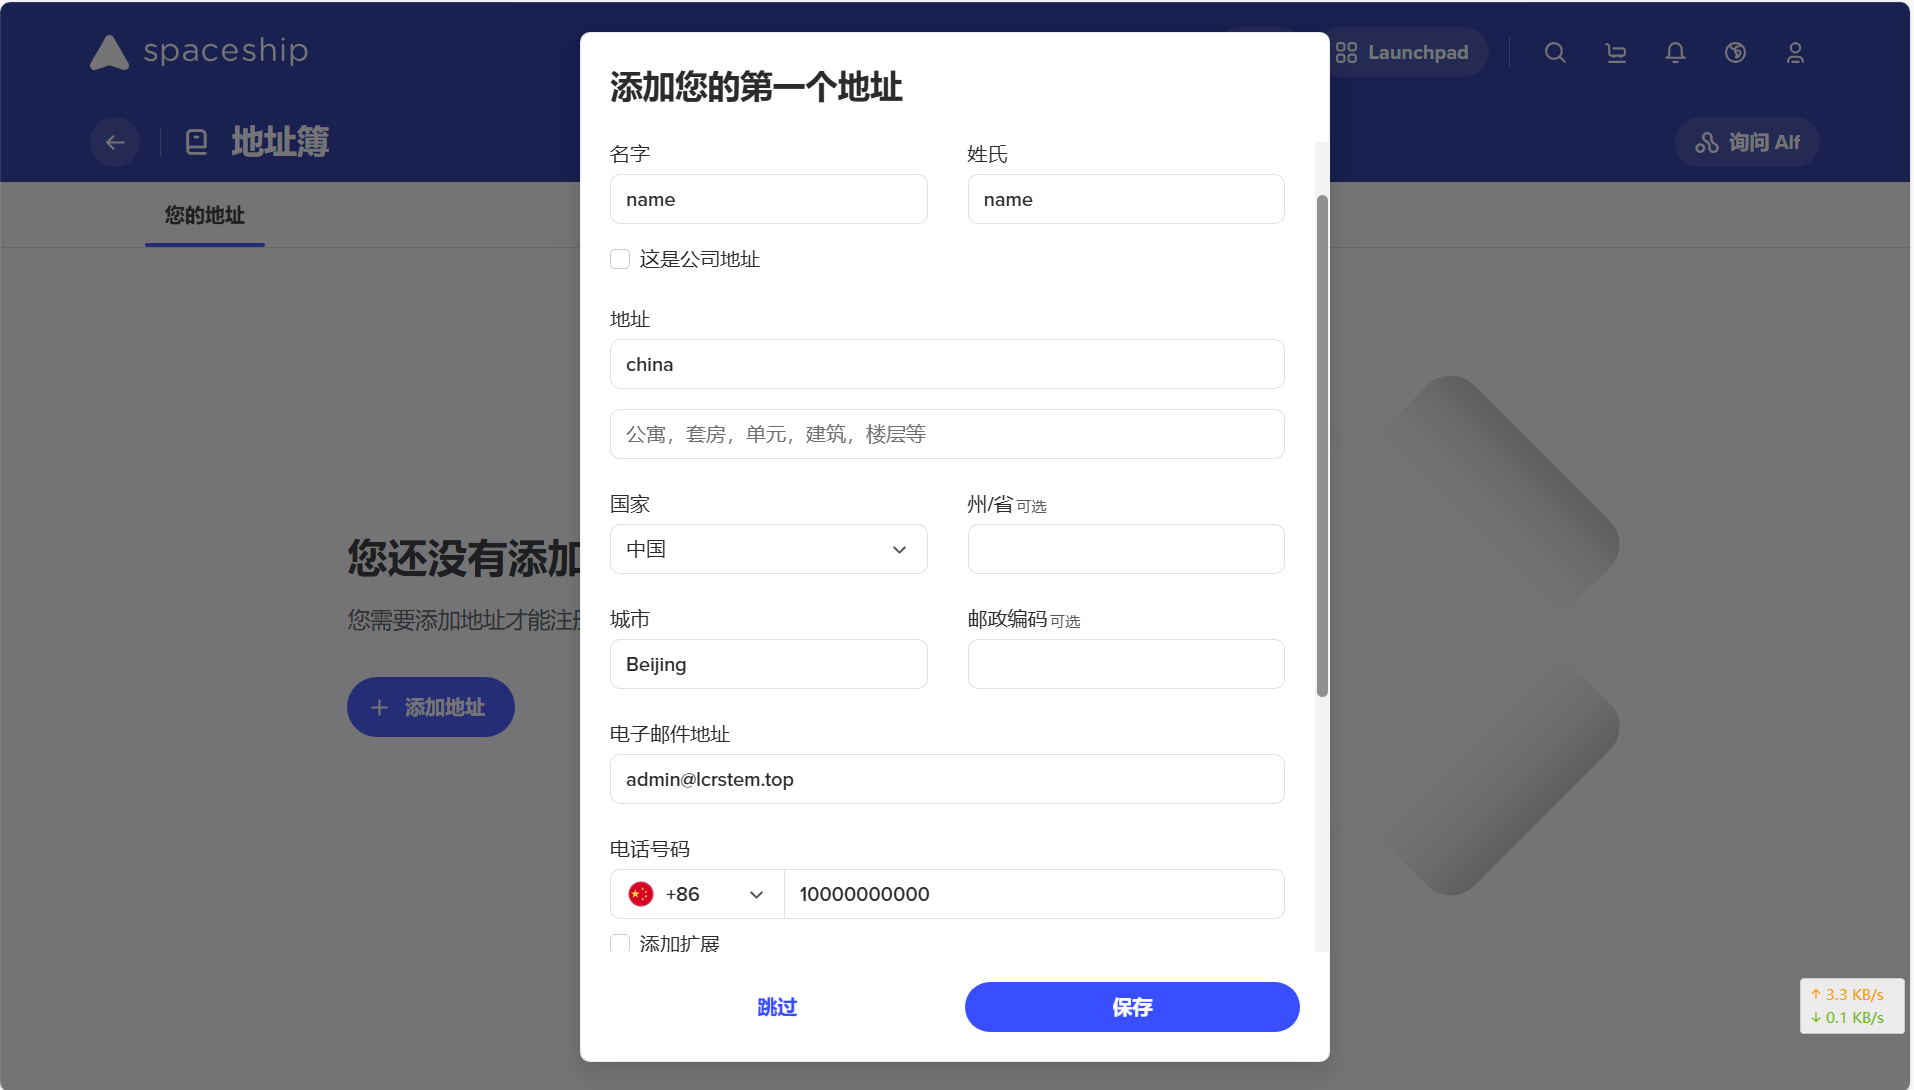 spaceship
Launchpad
地址簿
询问 Alf
您的地址
您还没有添加
您需要添加地址才能注册
添加地址
添加您的第一个地址
名字
姓氏
name
name
这是公司地址
地址
china
公寓，套房，单元，建筑，楼层等
国家
州/省 可选
中国
城市
邮政编码 可选
Beijing
电子邮件地址
admin@lcrstem.top
电话号码
+86
10000000000
添加扩展
跳过
保存
↑ 3.3 KB/s
↓ 0.1 KB/s